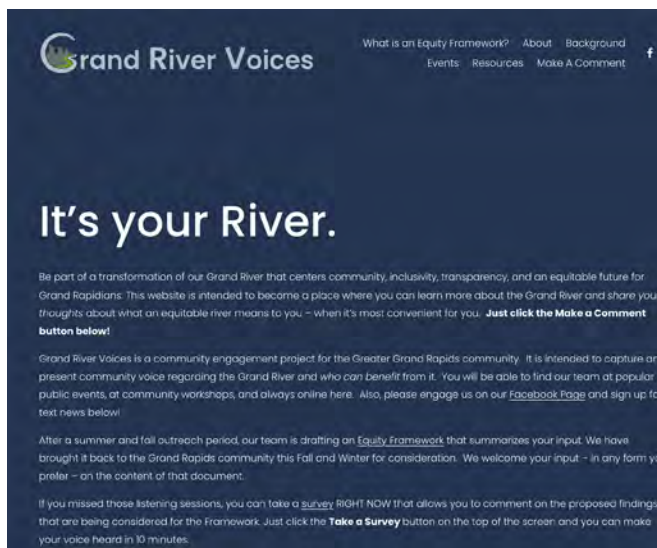 Grand River Voices
What is an Equity Framework? About Background
Events Resources Make A Comment
f
It's your River.
Be part of a transformation of our Grand River that centers community, inclusivity, transparency, and an equitable future for
Grand Rapidians. This website is intended to become a place where you can learn more about the Grand River and share you
thoughts about what an equitable river means to you – when it's most convenient for you. Just click the Make a Comment
button below!
Grand River Voices is a community engagement project for the Greater Grand Rapids community. It is intended to capture an
present community voice regarding the Grand River and who can benefit from it. You will be able to find our team at popular
public events, at community workshops, and always online here. Also, please engage us on our Facebook Page and sign up fo
text news below!
After a summer and fall outreach period, our team is drafting an Equity Framework that summarizes your input. We have
brought it back to the Grand Rapids community this Fall and Winter for consideration. We welcome your input – in any form yo
prefer – on the content of that document.
If you missed those listening sessions, you can take a survey RIGHT NOW that allows you to comment on the proposed findings
that are being considered for the Framework. Just click the Take a Survey button on the top of the screen and you can make
your voice heard in 10 minutes.